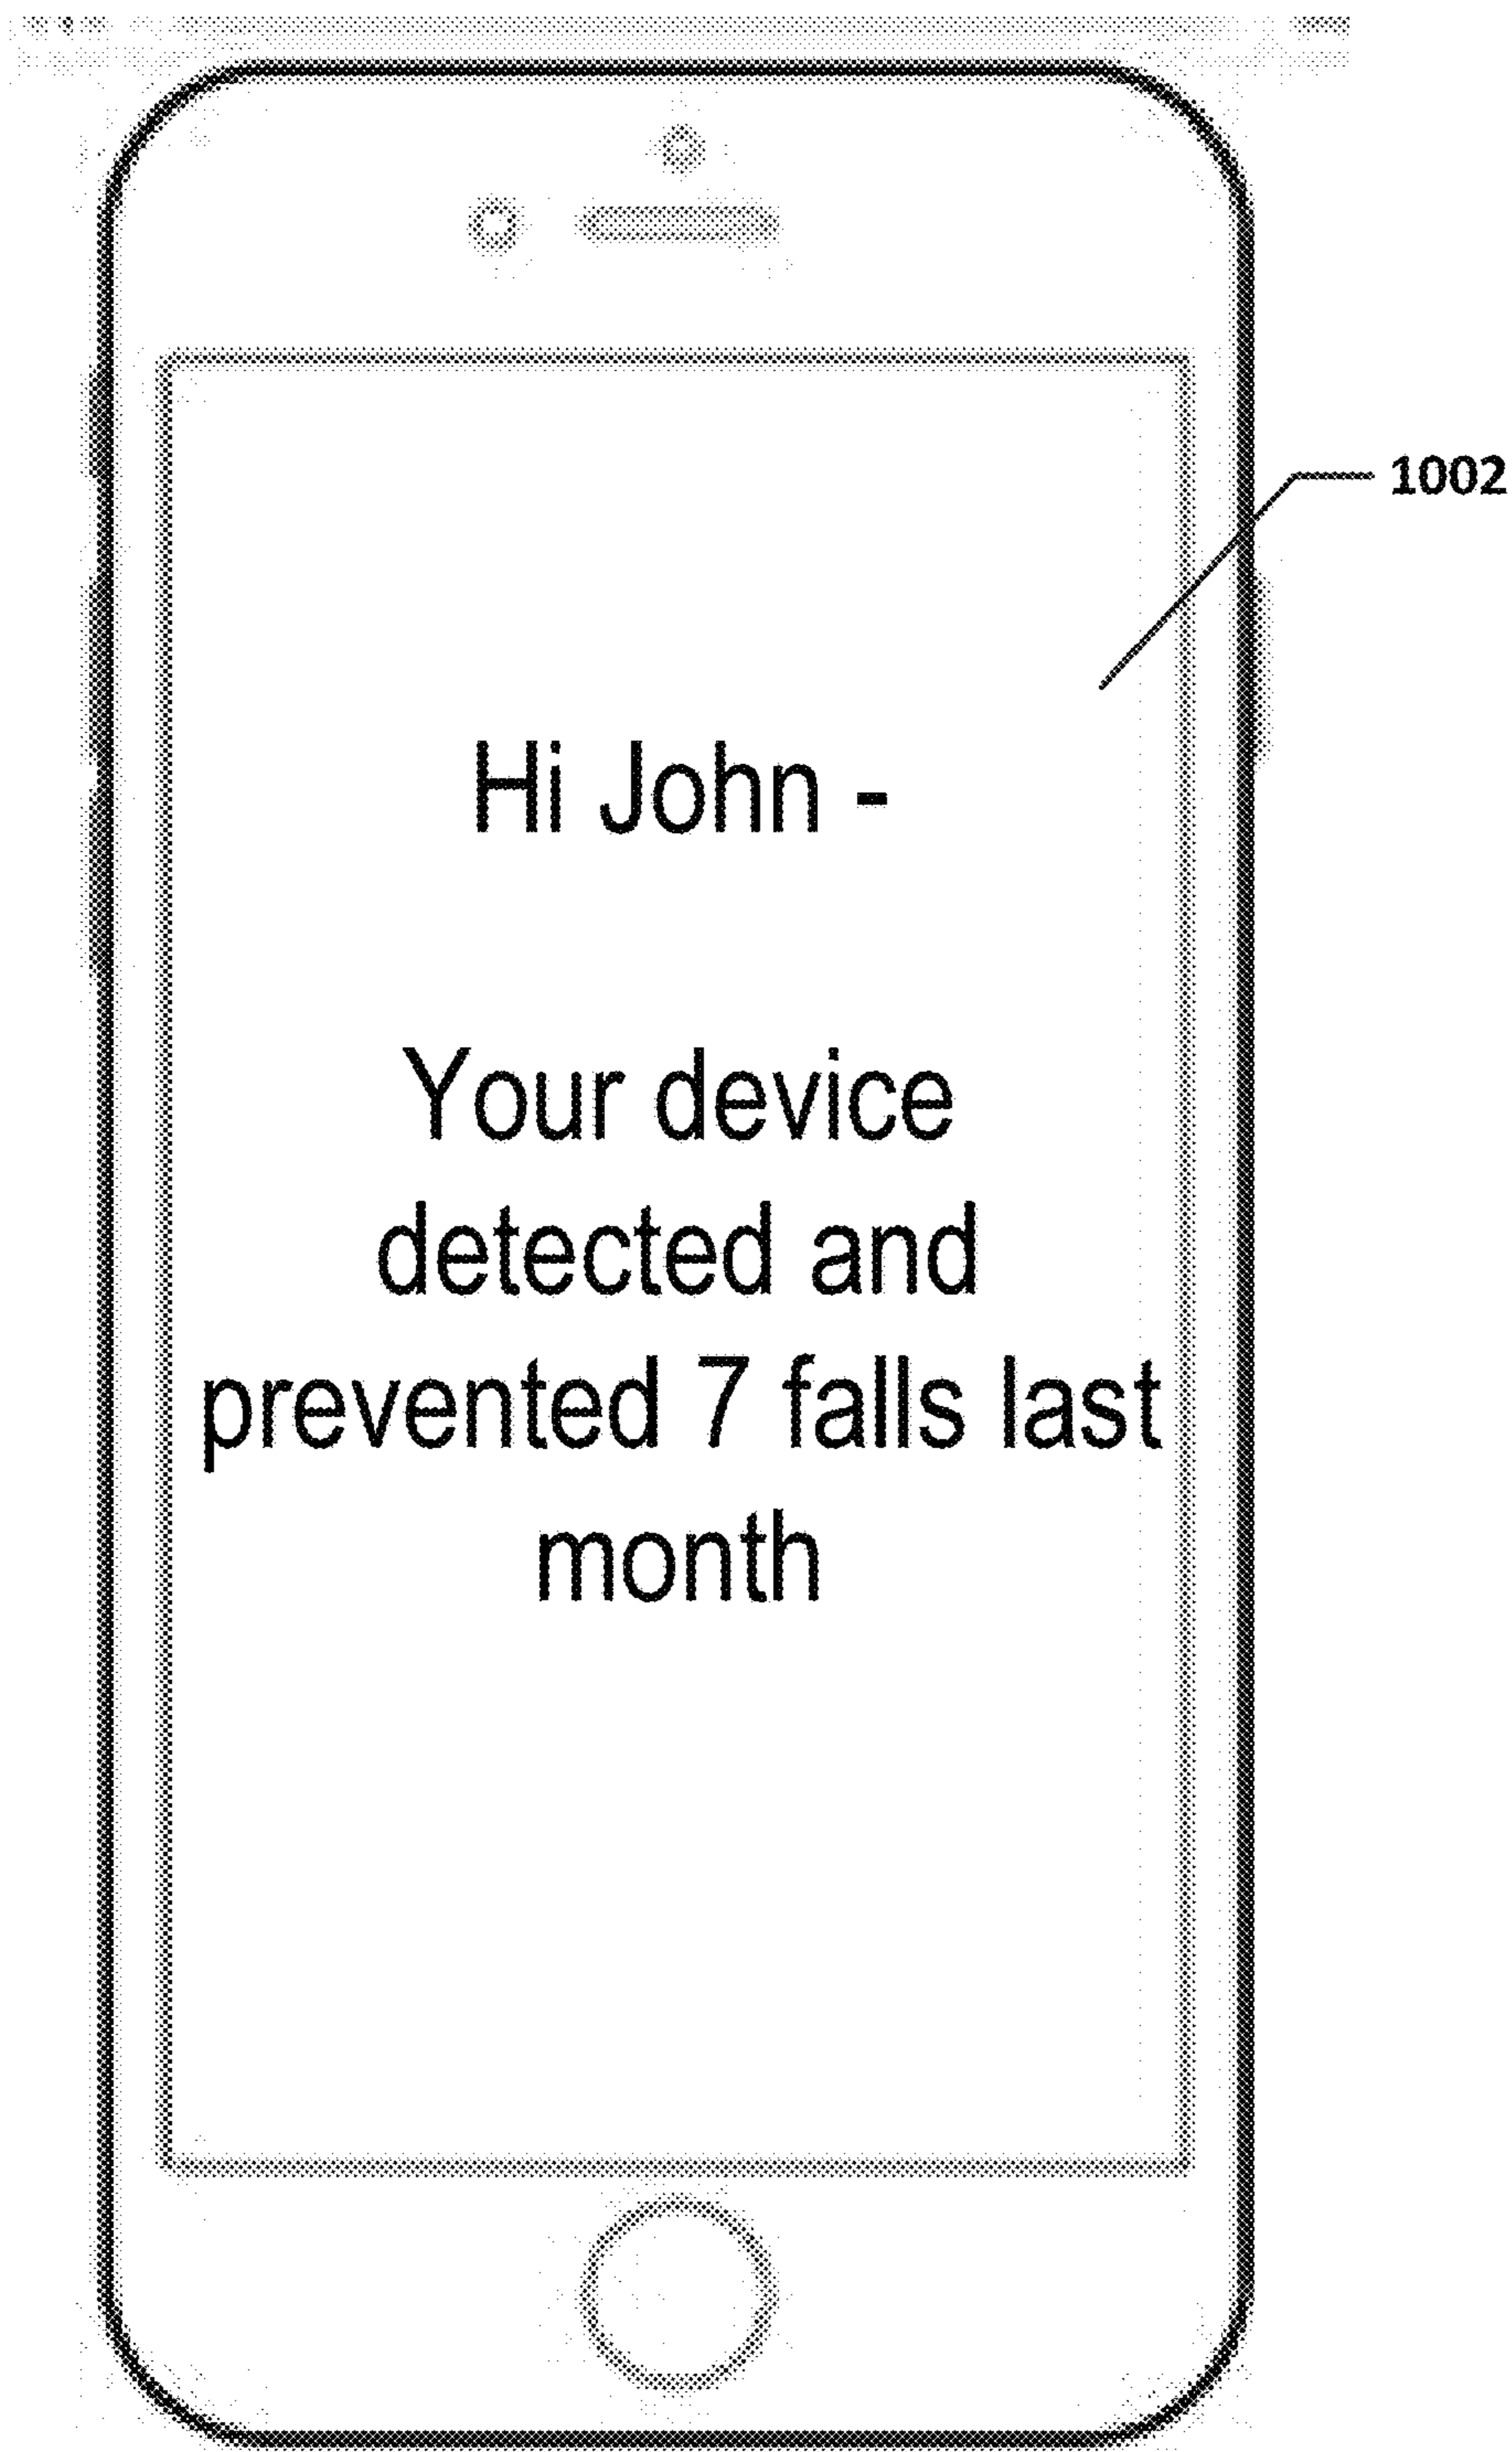 1002
Hi John -
Your device
detected and
prevented 7 falls last
month